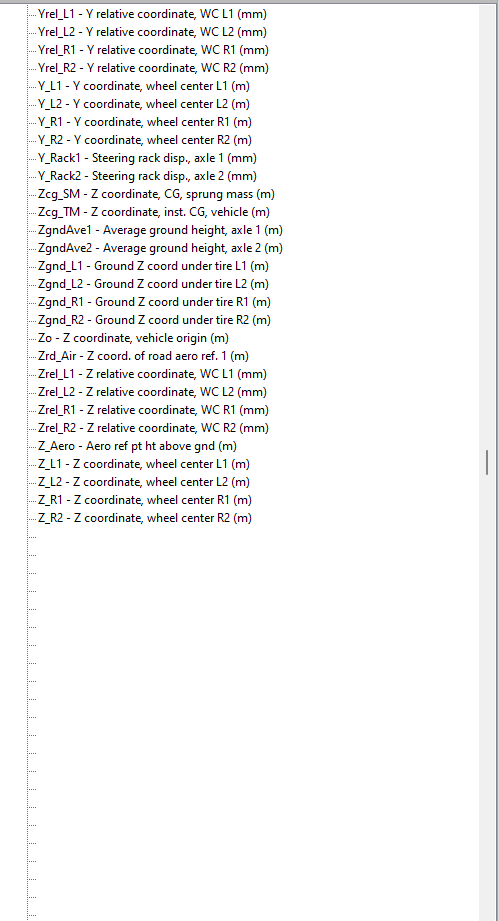 Yrel_L1 - Y relative coordinate, WC L1 (mm)
Yrel_L2 - Y relative coordinate, WC L2 (mm)
Yrel_R1 - Y relative coordinate, WC R1 (mm)
Yrel_R2 - Y relative coordinate, WC R2 (mm)
Y_L1 - Y coordinate, wheel center L1 (m)
Y_L2 - Y coordinate, wheel center L2 (m)
Y_R1 - Y coordinate, wheel center R1 (m)
Y_R2 - Y coordinate, wheel center R2 (m)
Y_Rack1 - Steering rack disp., axle 1 (mm)
Y_Rack2 - Steering rack disp., axle 2 (mm)
Zcg_SM - Z coordinate, CG, sprung mass (m)
Zcg_TM - Z coordinate, inst. CG, vehicle (m)
ZgndAve1 - Average ground height, axle 1 (m)
ZgndAve2 - Average ground height, axle 2 (m)
Zgnd_L1 - Ground Z coord under tire L1 (m)
Zgnd_L2 - Ground Z coord under tire L2 (m)
Zgnd_R1 - Ground Z coord under tire R1 (m)
Zgnd_R2 - Ground Z coord under tire R2 (m)
Zo - Z coordinate, vehicle origin (m)
Zrd_Air - Z coord. of road aero ref. 1 (m)
Zrel_L1 - Z relative coordinate, WC L1 (mm)
Zrel_L2 - Z relative coordinate, WC L2 (mm)
Zrel_R1 - Z relative coordinate, WC R1 (mm)
Zrel_R2 - Z relative coordinate, WC R2 (mm)
Z_Aero - Aero ref pt ht above gnd (m)
Z_L1 - Z coordinate, wheel center L1 (m)
Z_L2 - Z coordinate, wheel center L2 (m)
Z_R1 - Z coordinate, wheel center R1 (m)
Z_R2 - Z coordinate, wheel center R2 (m)